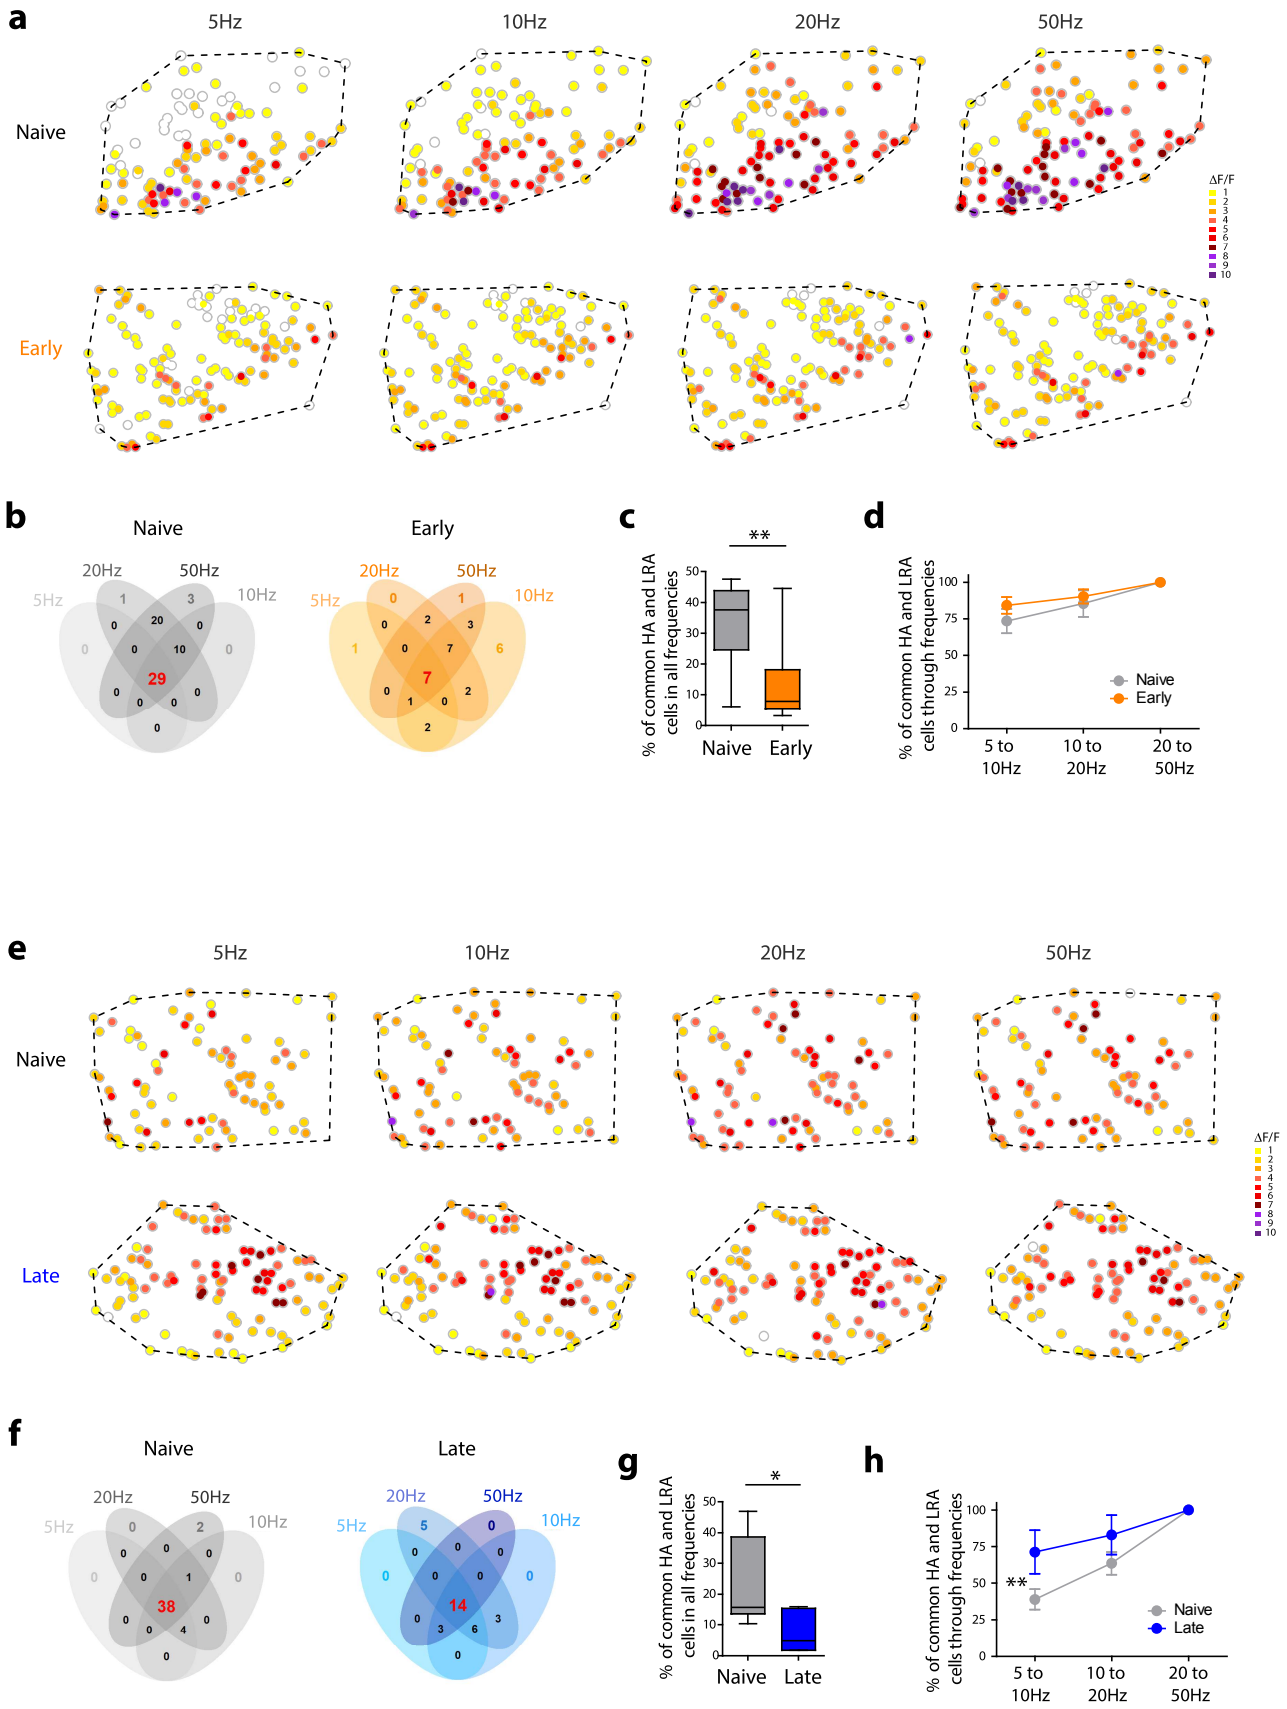 a
5Hz 10Hz 20Hz 50Hz
Naive
ΔF/F
1
2
3
4
5
6
7
8
9
10
Early
b
Naive Early
20Hz 50Hz
5Hz 10Hz
1 3
20
0 0
0 0 10 0
29
0 0
0 0
0
20Hz 50Hz
5Hz 10Hz
0 1
2
0 3
1 0 7 6
7
0 2
1 0
2
c
**
% of common HA and LRA
cells in all frequencies
50
40
30
20
10
0
Naive Early
d
% of common HA and LRA
cells through frequencies
100
75
50
25
0
Naive
Early
5 to
10Hz
10 to
20Hz
20 to
50Hz
e
5Hz 10Hz 20Hz 50Hz
Naive
ΔF/F
1
2
3
4
5
6
7
8
9
10
Late
f
Naive Late
20Hz 50Hz
5Hz 10Hz
0 2
0
0 0
0 0 1 0
38
0 0
0 4
0
20Hz 50Hz
5Hz 10Hz
5 0
0
0 0
0 0 0 0
14
0 3
3 6
0
g
*
% of common HA and LRA
cells in all frequencies
50
40
30
20
10
0
Naive Late
h
% of common HA and LRA
cells through frequencies
100
75
50
25
0
**
Naive
Late
5 to
10Hz
10 to
20Hz
20 to
50Hz